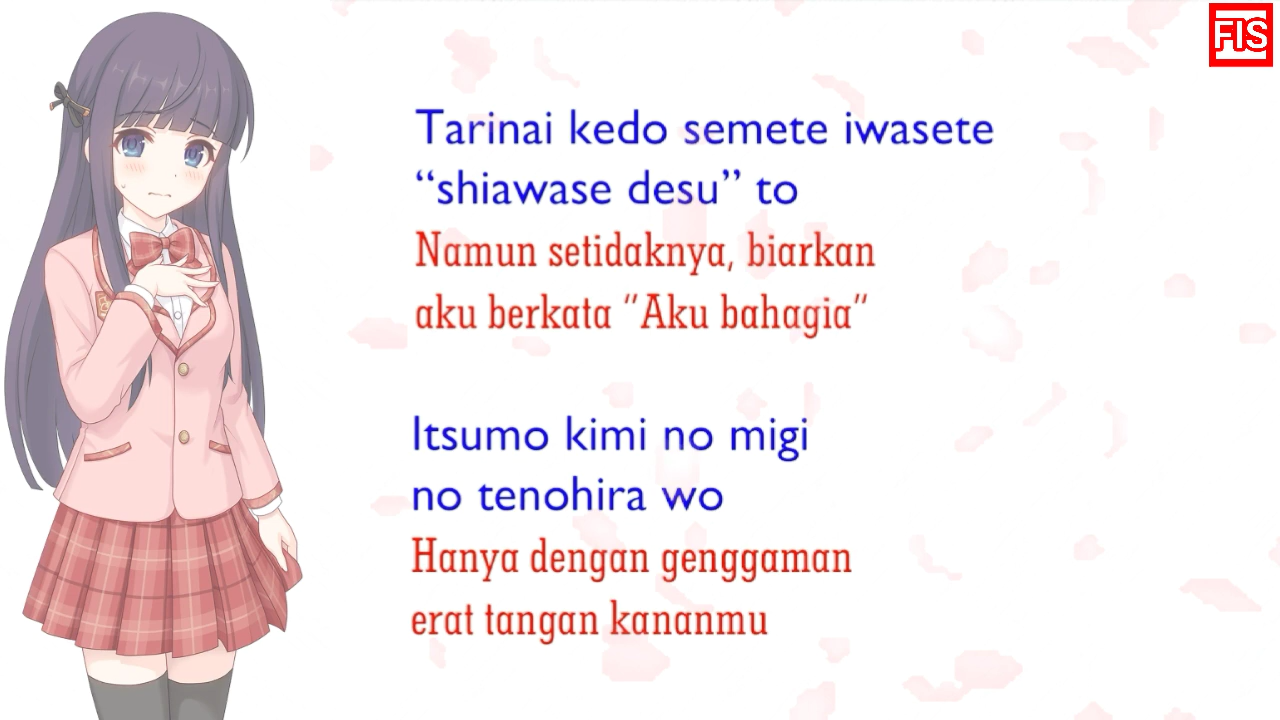 FIS
Tarinai kedo semete iwasete
“shiawase desu” to
Namun setidaknya, biarkan
aku berkata "Aku bahagia"
Itsumo kimi no migi
no tenohira wo
Hanya dengan genggaman
erat tangan kananmu